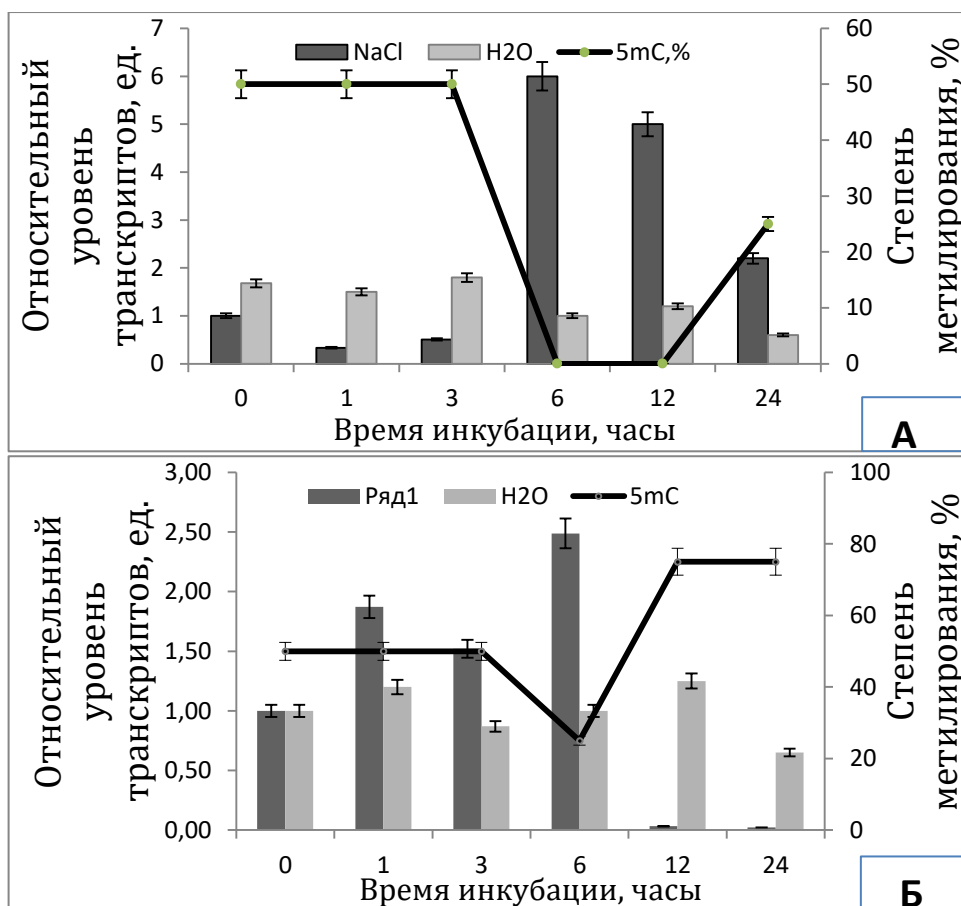 Относительный
уровень
транскриптов, ед.
7
6
5
4
3
2
1
0
NaCl H2O 5mC,%
60
50
40
30
20
10
0
Степень
метилирования, %
0 1 3 6 12 24
Время инкубации, часы
А
Относительный
уровень
транскриптов, ед.
3,00
2,50
2,00
1,50
1,00
0,50
0,00
Ряд1 H2O 5mC
100
80
60
40
20
0
Степень
метилирования, %
0 1 3 6 12 24
Время инкубации, часы
Б